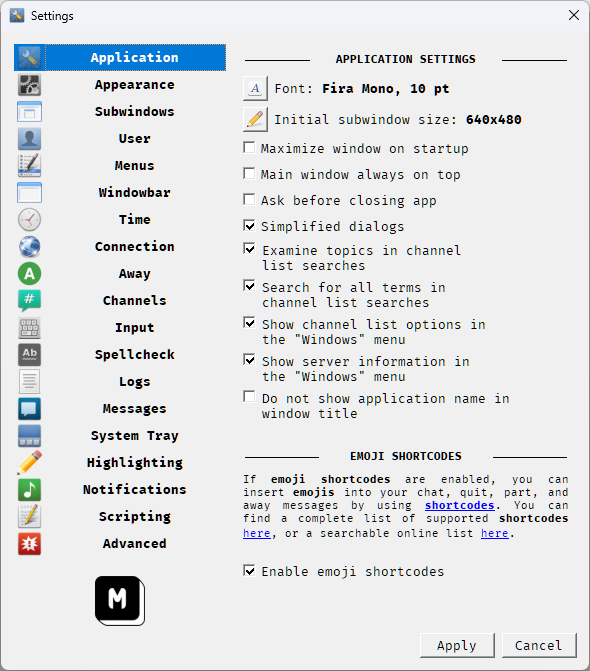 Settings
Application
Appearance
Subwindows
User
Menus
Windowbar
Time
Connection
A
Away
#
Channels
Input
Ab
Spellcheck
Logs
Messages
System Tray
Highlighting
Notifications
Scripting
Advanced
M
APPLICATION SETTINGS
A
Font: Fira Mono, 10 pt
Initial subwindow size: 640x480
Maximize window on startup
Main window always on top
Ask before closing app
Simplified dialogs
Examine topics in channel
list searches
Search for all terms in
channel list searches
Show channel list options in
the "Windows" menu
Show server information in
the "Windows" menu
Do not show application name in
window title
EMOJI SHORTCODES
If emoji shortcodes are enabled, you can
insert emojis into your chat, quit, part, and
away messages by using shortcodes. You can
find a complete list of supported shortcodes
here, or a searchable online list here.
Enable emoji shortcodes
Apply
Cancel